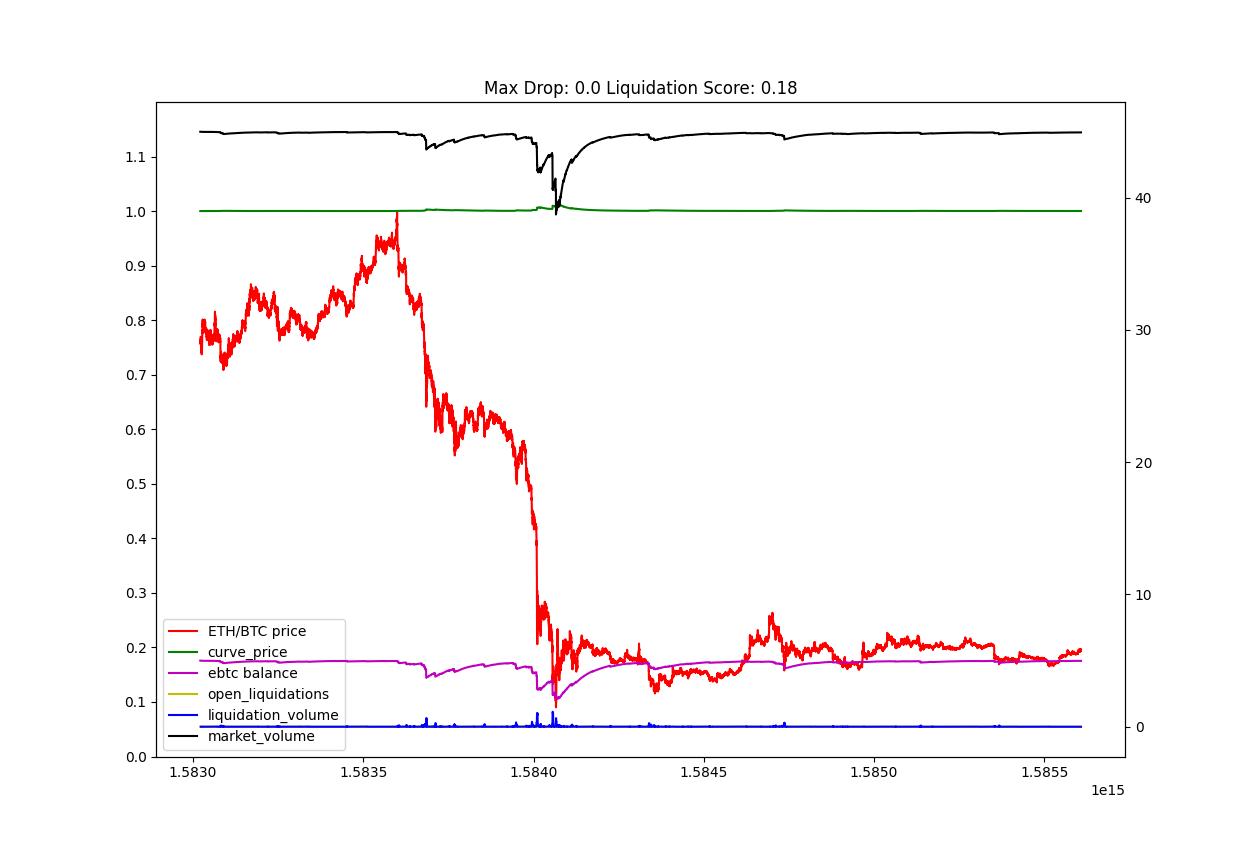 Max Drop: 0.0 Liquidation Score: 0.18
1.1
1.0
0.9
0.8
0.7
0.6
0.5
0.4
0.3
0.2
0.1
0.0
40
30
20
10
0
ETH/BTC price
curve_price
ebtc balance
open_liquidations
liquidation_volume
market_volume
1.5830 1.5835 1.5840 1.5845 1.5850 1.5855
1e15